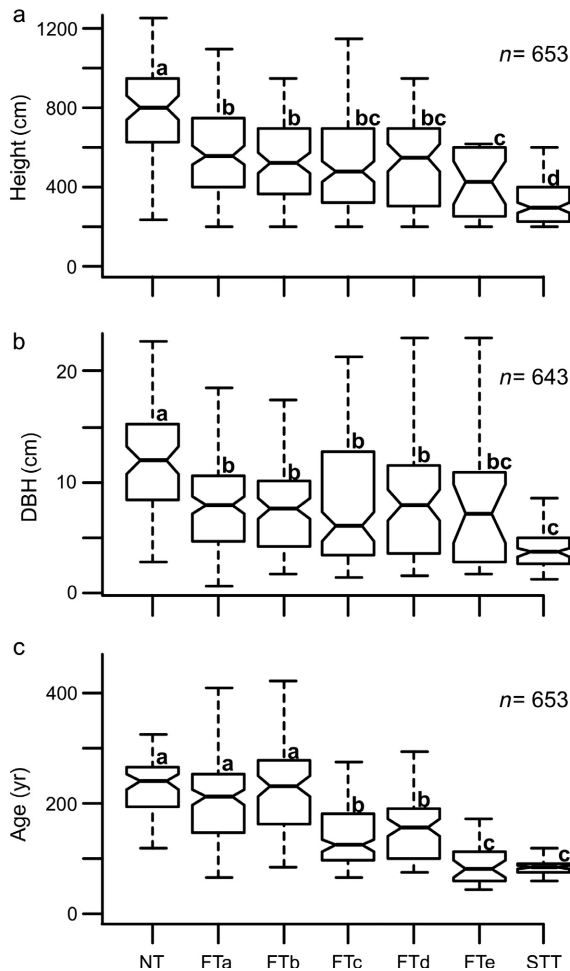 a
1200
n= 653
a
b
b
bc
bc
c
d
800
400
0
Height (cm)
b
n= 643
20
a
b
b
b
b
bc
c
10
0
DBH (cm)
c
n= 653
400
a
a
a
b
b
c
c
200
0
Age (yr)
NT FTa FTb FTc FTd FTe STT